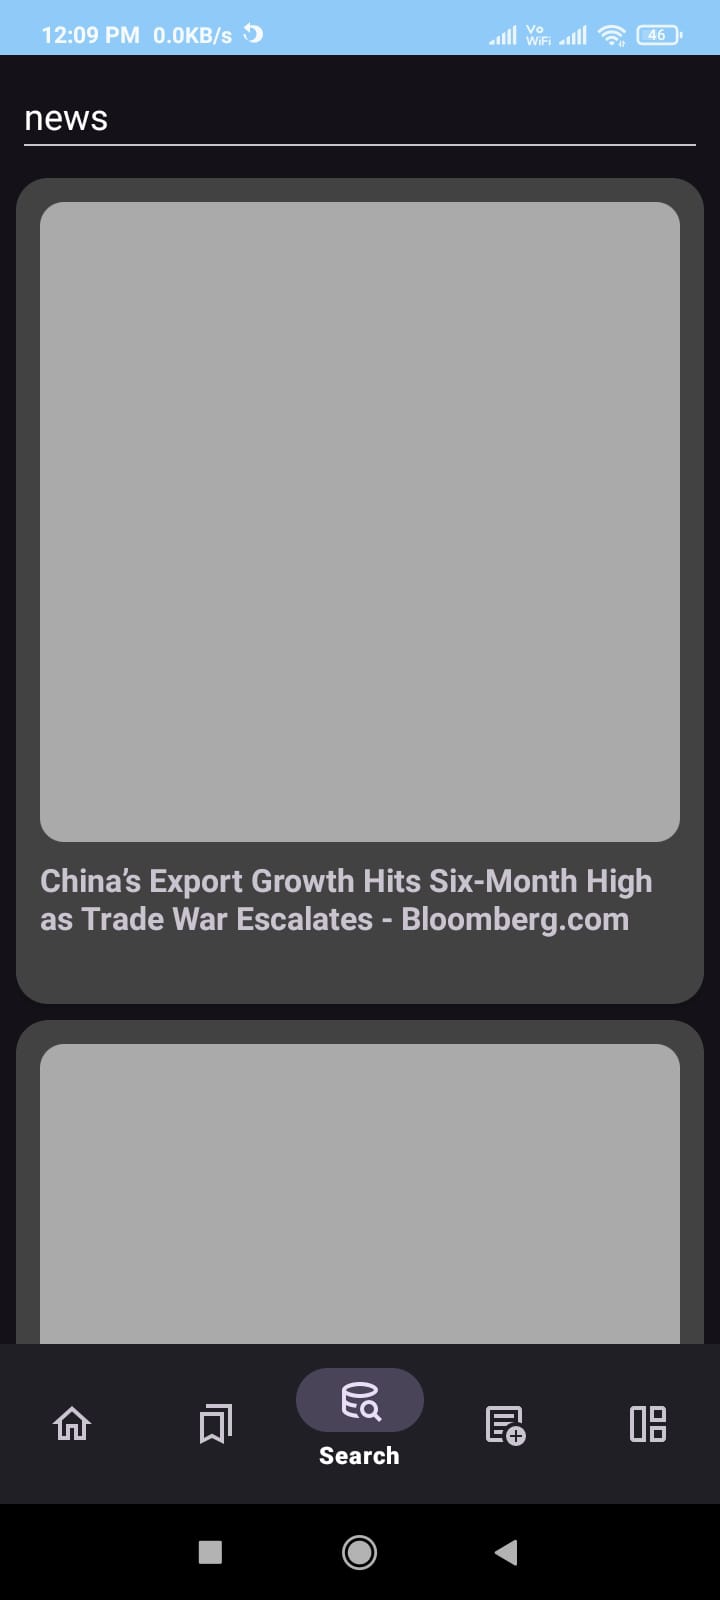 12:09 PM 0.0KB/s Vo WiFi 46
news
China’s Export Growth Hits Six-Month High
as Trade War Escalates - Bloomberg.com
Search